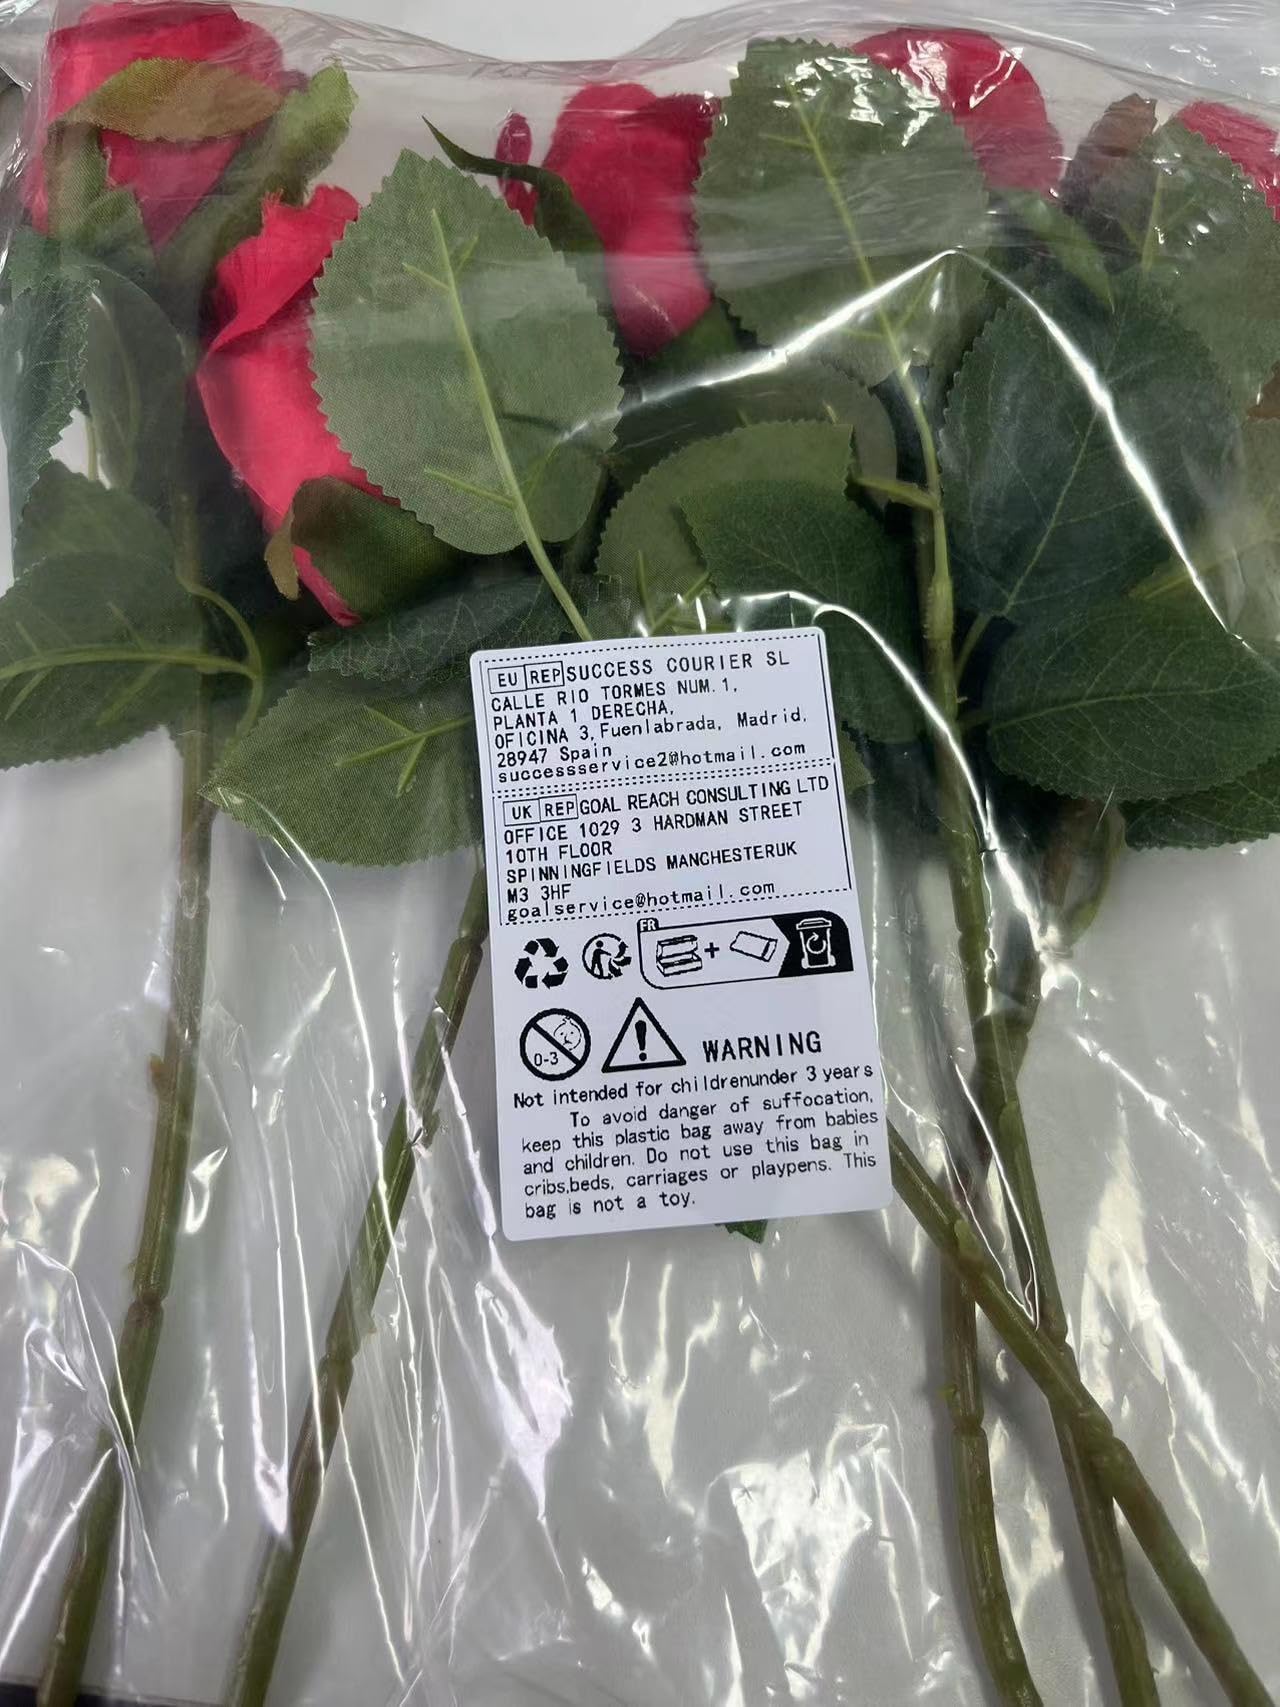 EU REP SUCCESS COURIER SL
CALLE RIO TORMES NUM.1,
PLANTA 1 DERECHA,
OFICINA 3, Fuenlabrada, Madrid,
28947 Spain
successservice2@hotmail.com
UK REP GOAL REACH CONSULTING LTD
OFFICE 1029 3 HARDMAN STREET
10TH FLOOR
SPINNINGFIELDS MANCHESTERUK
M3 3HF
goalservice@hotmail.com
FR
+
0-3
WARNING
Not intended for childrenunder 3 years
To avoid danger of suffocation,
keep this plastic bag away from babies
and children. Do not use this bag in
cribs,beds, carriages or playpens. This
bag is not a toy.